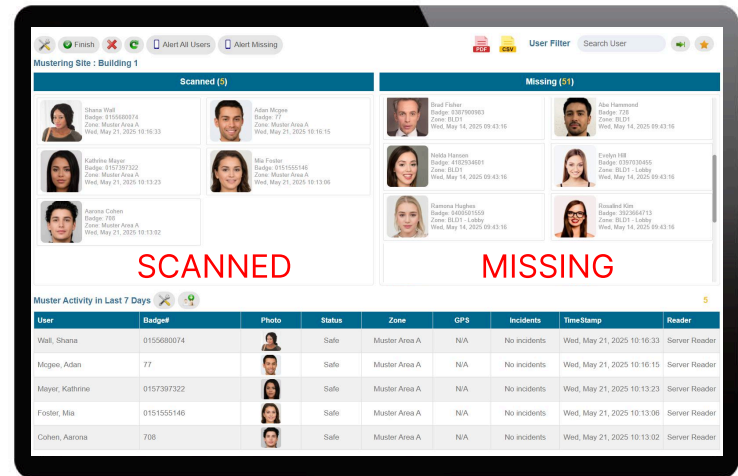 Finish
Alert All Users
Alert Missing
PDF
CSV
User Filter
Search User
Mustering Site : Building 1
Scanned (5)
Missing (51)
Shana Wall
Badge: 0155680074
Zone: Muster Area A
Wed, May 21, 2025 10:16:33
Adan Mcgee
Badge: 77
Zone: Muster Area A
Wed, May 21, 2025 10:16:15
Kathrine Mayer
Badge: 0157397322
Zone: Muster Area A
Wed, May 21, 2025 10:13:23
Mia Foster
Badge: 0151555146
Zone: Muster Area A
Wed, May 21, 2025 10:13:06
Aarona Cohen
Badge: 708
Zone: Muster Area A
Wed, May 21, 2025 10:13:02
SCANNED
Brad Fisher
Badge: 0387980983
Zone: BLD1
Wed, May 14, 2025 09:43:16
Abe Hammond
Badge: 728
Zone: BLD1
Wed, May 14, 2025 09:43:16
Nelda Hansen
Badge: 4182934601
Zone: BLD1
Wed, May 14, 2025 09:43:16
Evelyn Hill
Badge: 0397030455
Zone: BLD1 - Lobby
Wed, May 14, 2025 09:43:16
Ramona Hughes
Badge: 0400501559
Zone: BLD1 - Lobby
Wed, May 14, 2025 09:43:16
Rosalind Kim
Badge: 3923664713
Zone: BLD1 - Lobby
Wed, May 14, 2025 09:43:16
MISSING
Muster Activity in Last 7 Days
5
User Badge# Photo Status Zone GPS Incidents TimeStamp Reader
Wall, Shana 0155680074 Safe Muster Area A N/A No incidents Wed, May 21, 2025 10:16:33 Server Reader
Mcgee, Adan 77 Safe Muster Area A N/A No incidents Wed, May 21, 2025 10:16:15 Server Reader
Mayer, Kathrine 0157397322 Safe Muster Area A N/A No incidents Wed, May 21, 2025 10:13:23 Server Reader
Foster, Mia 0151555146 Safe Muster Area A N/A No incidents Wed, May 21, 2025 10:13:06 Server Reader
Cohen, Aarona 708 Safe Muster Area A N/A No incidents Wed, May 21, 2025 10:13:02 Server Reader